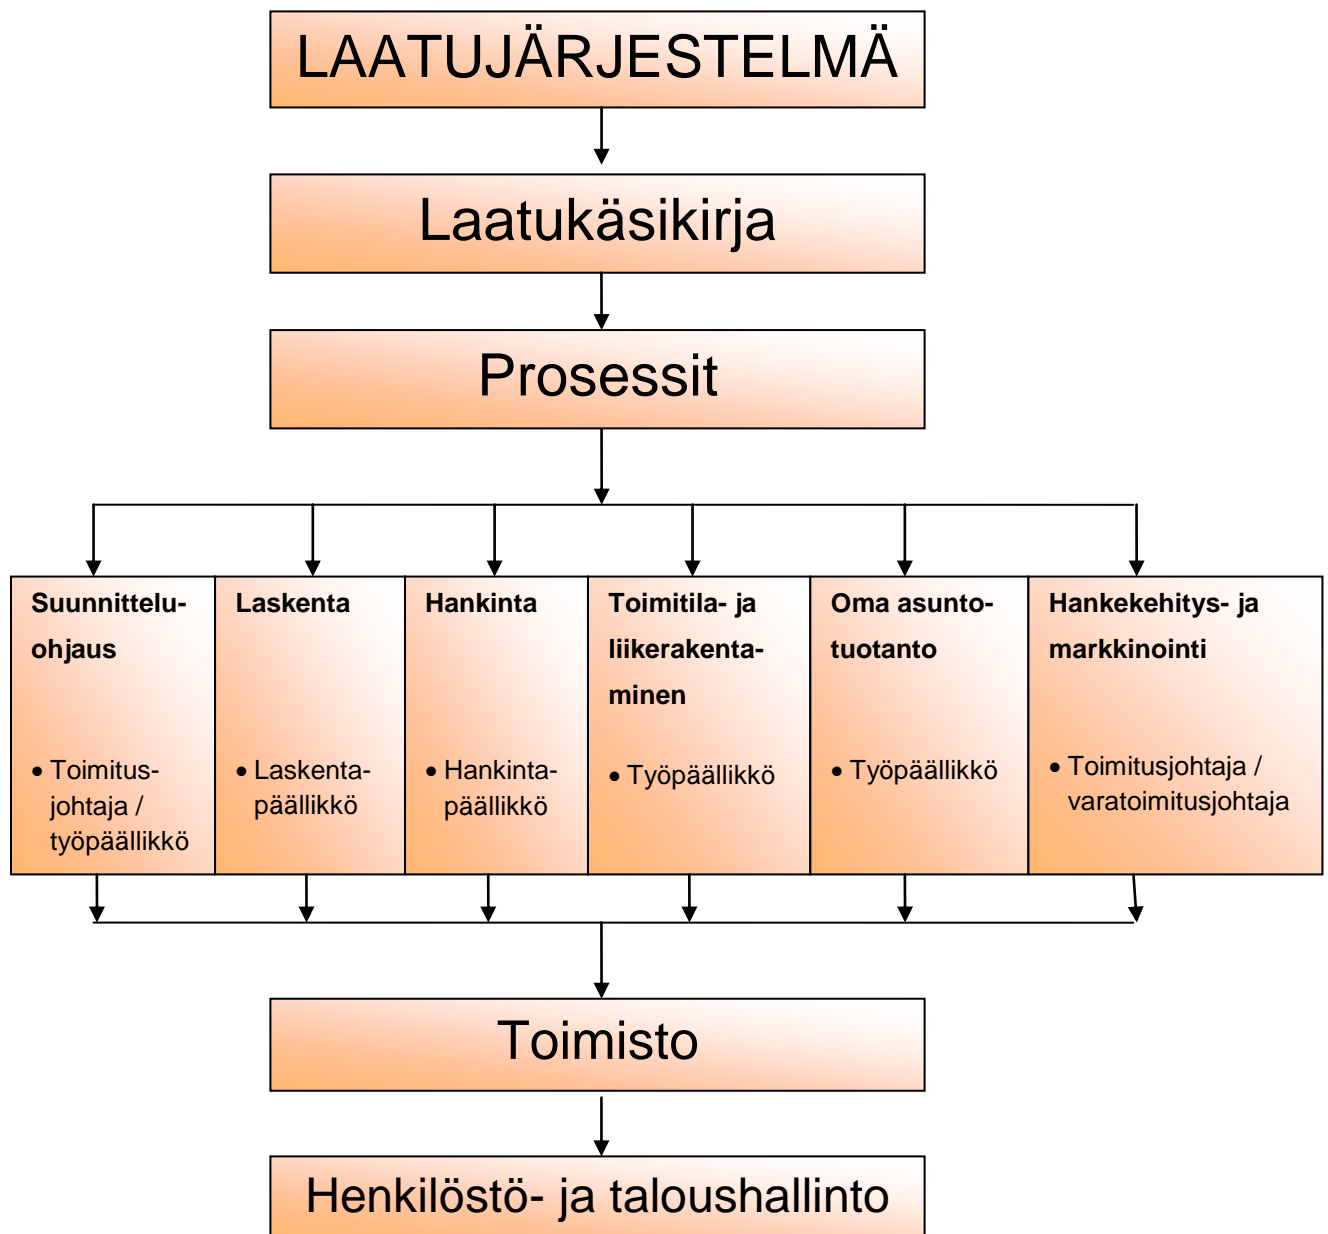 LAATUJÄRJESTELMÄ
Laatukäsikirja
Prosessit
Suunnittelu-
ohjaus
• Toimitus-
johtaja /
työpäällikkö
Laskenta
• Laskenta-
päällikkö
Hankinta
• Hankinta-
päällikkö
Toimitila- ja
liikerakenta-
minen
• Työpäällikkö
Oma asunto-
tuotanto
• Työpäällikkö
Hankekehitys- ja
markkinointi
• Toimitusjohtaja /
varatoimitusjohtaja
Toimisto
Henkilöstö- ja taloushallinto